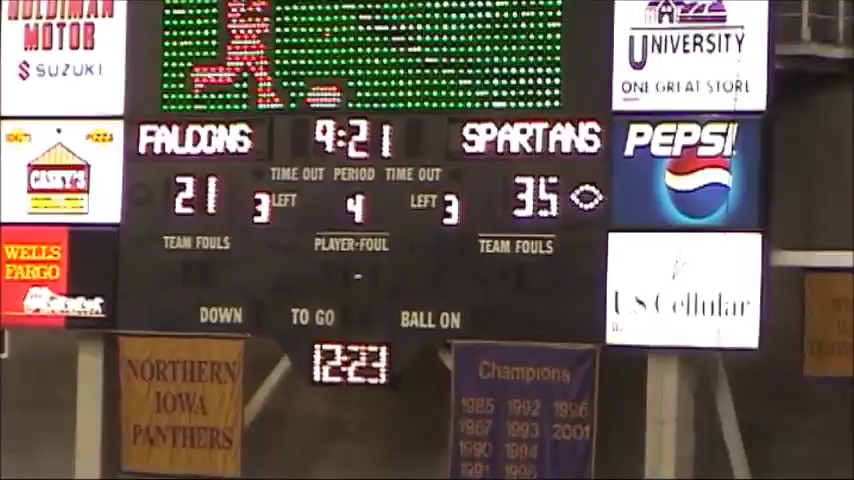 HOLDIMAN
MOTOR
SUZUKI
UNIVERSITY
ONE GREAT STORE
FALCONS 9:21 SPARTANS
PEPSI
DONUTS PIZZA
CASEY'S
TIME OUT PERIOD TIME OUT
21 3 LEFT 4 LEFT 3 35
TEAM FOULS PLAYER-FOUL TEAM FOULS
-
WELLS
FARGO
U.S. Cellular
DOWN TO GO BALL ON
12:23
NORTHERN
IOWA
PANTHERS
Champions
1985 1992 1996
1987 1993 2001
1990 1994
1991 1995